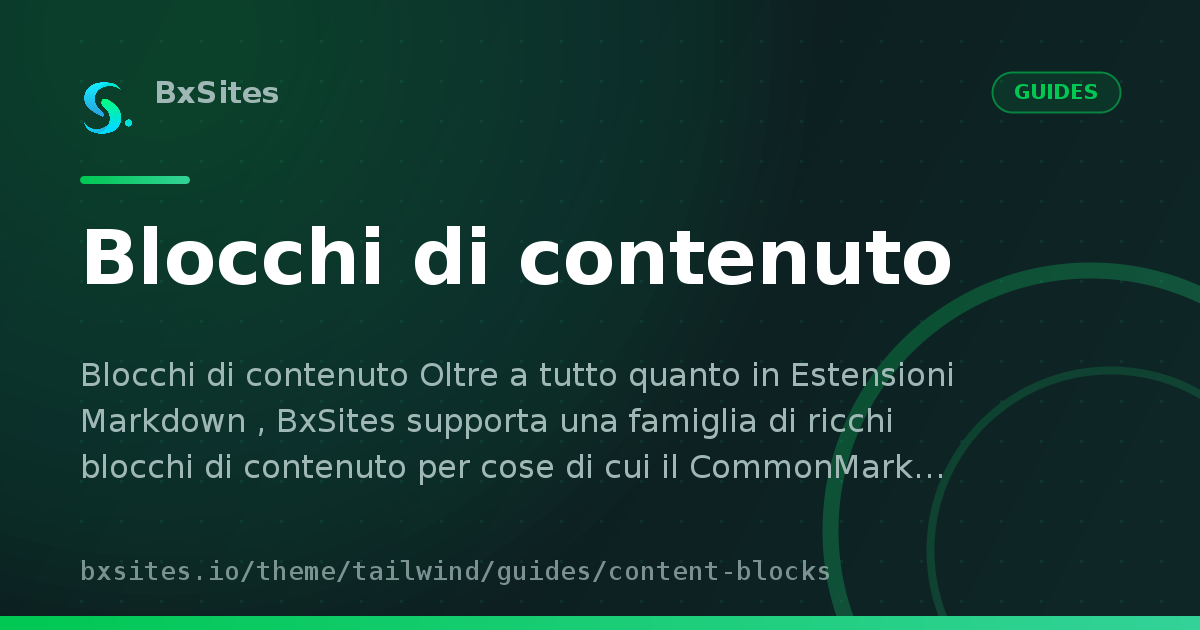 BxSites
GUIDES
Blocchi di contenuto
Blocchi di contenuto Oltre a tutto quanto in Estensioni
Markdown , BxSites supporta una famiglia di ricchi
blocchi di contenuto per cose di cui il CommonMark...
bxsites.io/theme/tailwind/guides/content-blocks